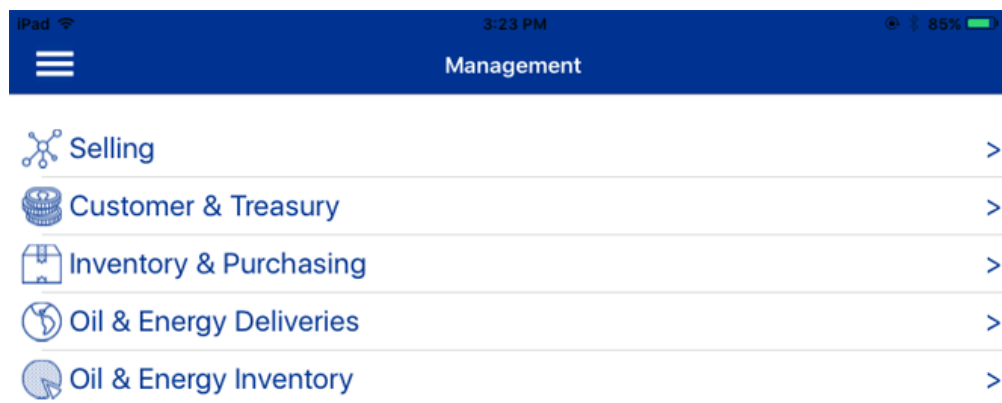 iPad 3:23 PM 85%
Management
Selling >
Customer & Treasury >
Inventory & Purchasing >
Oil & Energy Deliveries >
Oil & Energy Inventory >